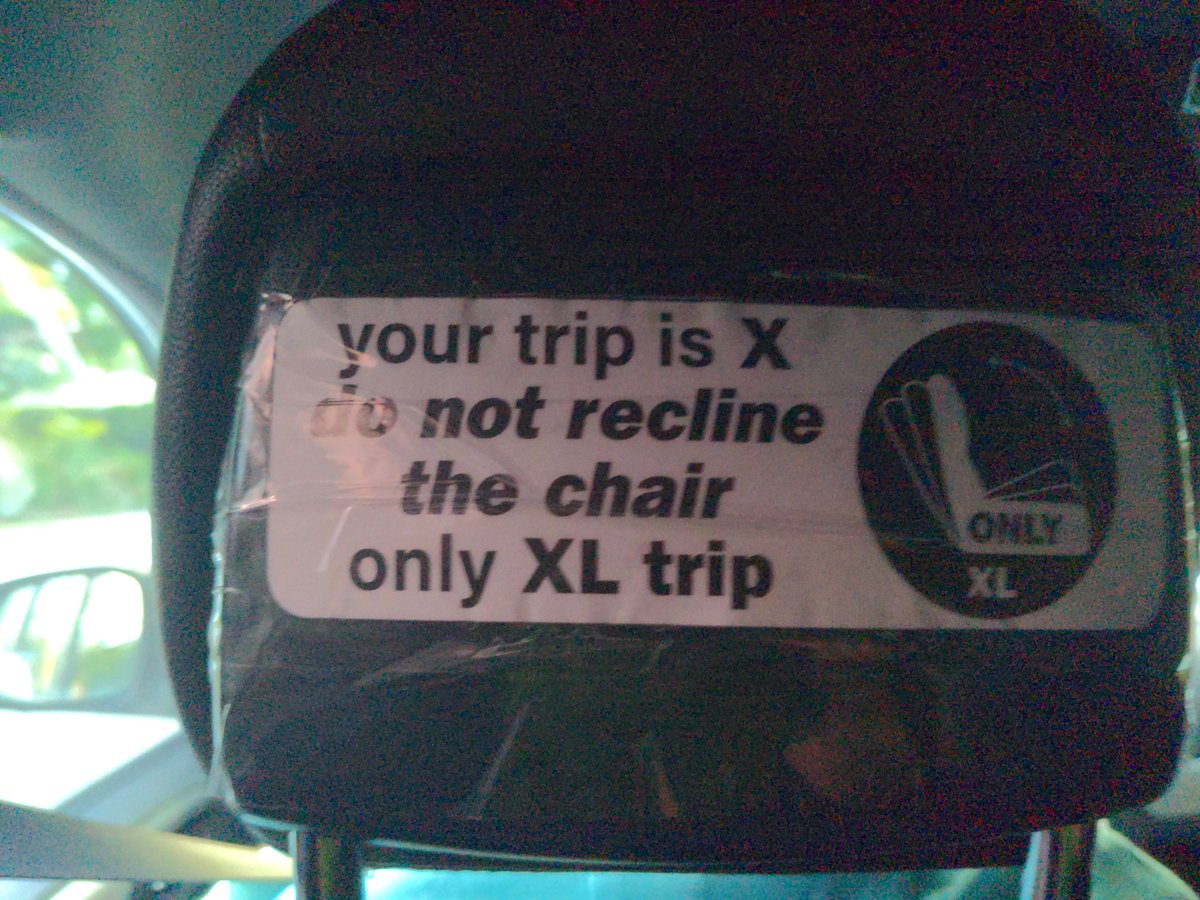 your trip is X
do not recline
the chair
only XL trip
ONLY
XL